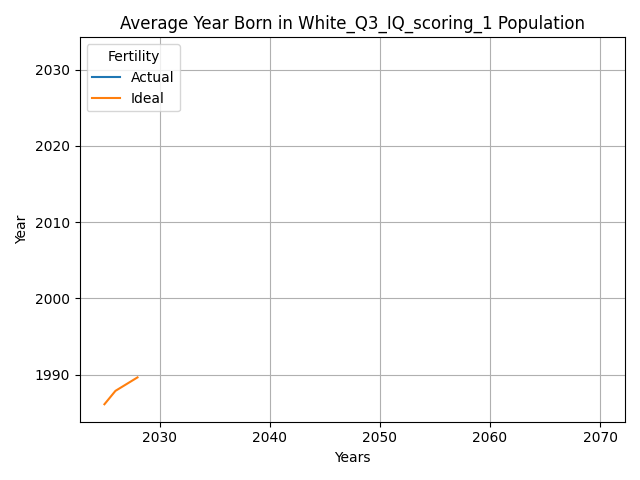 Average Year Born in White_Q3_IQ_scoring_1 Population
Fertility
Actual
Ideal
2030
2020
2010
2000
1990
Year
2030 2040 2050 2060 2070
Years